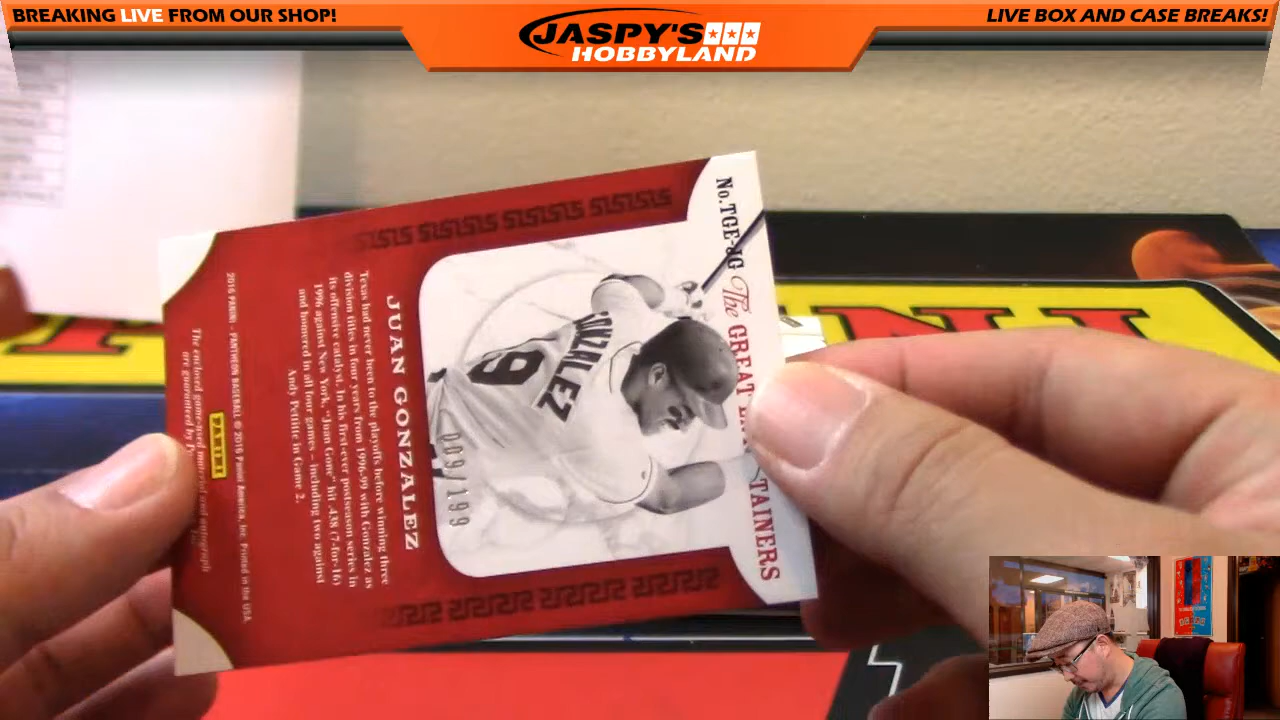 BREAKING LIVE FROM OUR SHOP!
JASPY'S
HOBBYLAND
LIVE BOX AND CASE BREAKS!
No. TGE-JG The GREAT TAINERS
GONZALEZ
9
009/199
JUAN GONZALEZ
Texas had never been to the playoffs before winning three
division titles in four years from 1996-99 with Gonzalez as
its offensive catalyst. In his first-ever postseason series in
1996 against New York, "Juan Gone" hit .438 (7-for-16)
and homered in all four games – including two against
Andy Pettitte in Game 2.
2016 PANINI - PANTHEON BASEBALL © 2016 Panini America, Inc. Printed in the USA.
PANINI
The enclosed game-used material and autograph
are guaranteed by